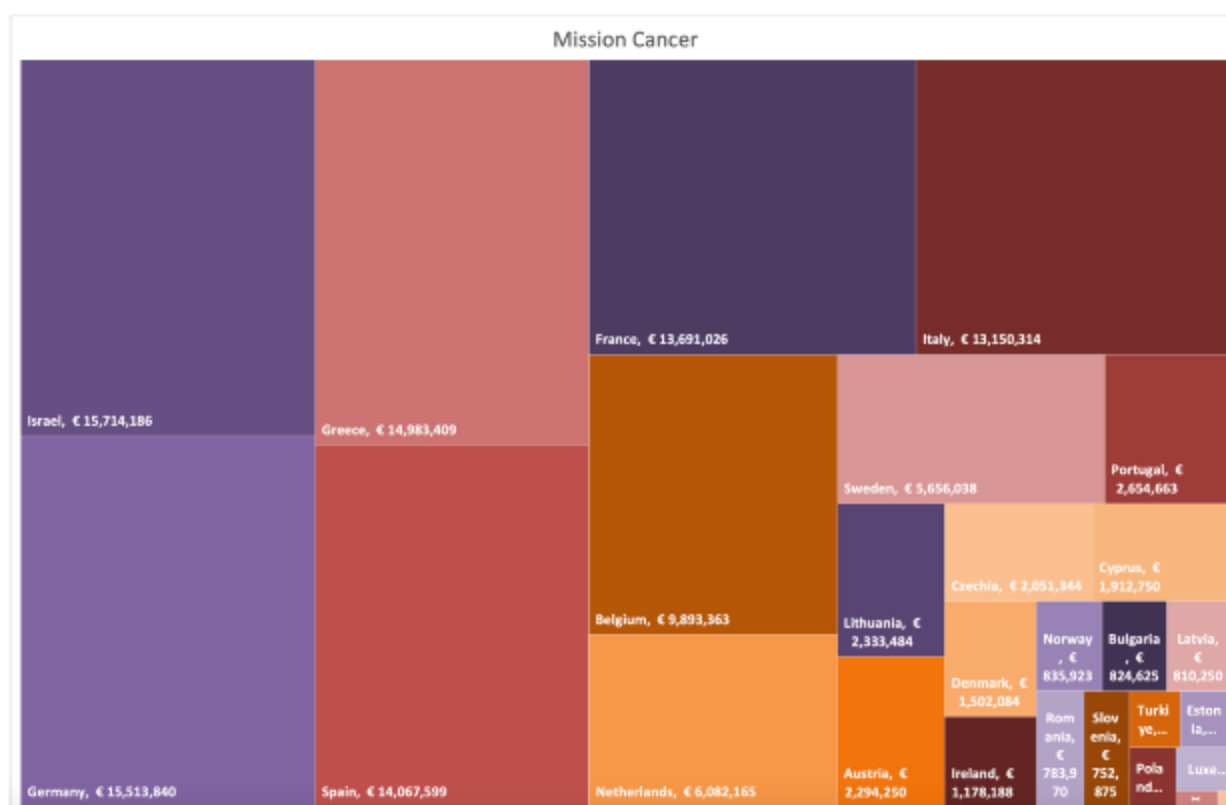 Mission Cancer
Israel, € 15,714,186
Germany, € 15,513,840
Greece, € 14,983,409
Spain, € 14,067,599
France, € 13,691,026
Italy, € 13,150,314
Belgium, € 9,893,363
Netherlands, € 6,082,165
Sweden, € 5,656,038
Portugal, €
2,654,663
Lithuania, €
2,333,484
Austria, €
2,294,250
Czechia, € 2,051,344
Cyprus, €
1,912,750
Denmark, €
1,502,084
Ireland, €
1,178,188
Norway
, €
835,923
Bulgaria
, €
824,625
Latvia,
€
810,250
Rom
ania,
€
783,9
70
Slov
enia,
€
752,
875
Turki
ye,...
Pola
nd...
Eston
ia,...
Luxe...